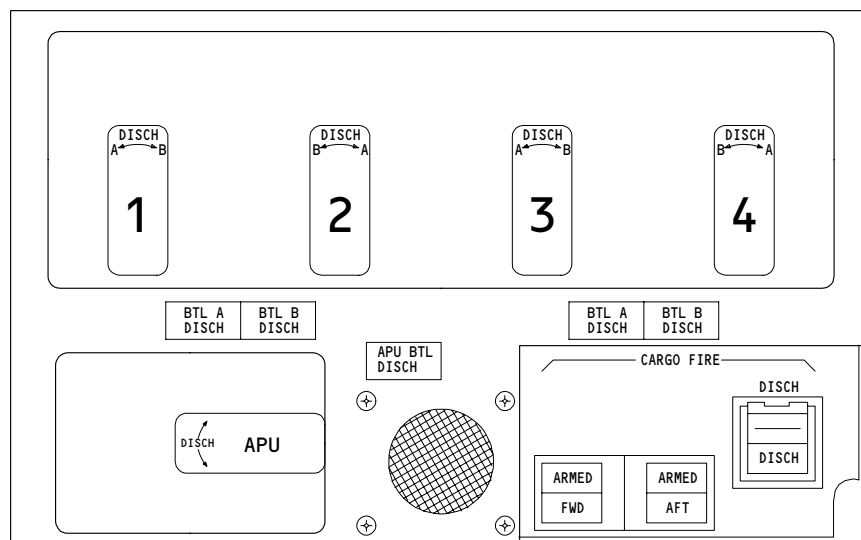 DISCH
A B
1
DISCH
B A
2
DISCH
A B
3
DISCH
B A
4
BTL A
DISCH
BTL B
DISCH
BTL A
DISCH
BTL B
DISCH
APU BTL
DISCH
DISCH APU
CARGO FIRE
DISCH
DISCH
ARMED
FWD
ARMED
AFT